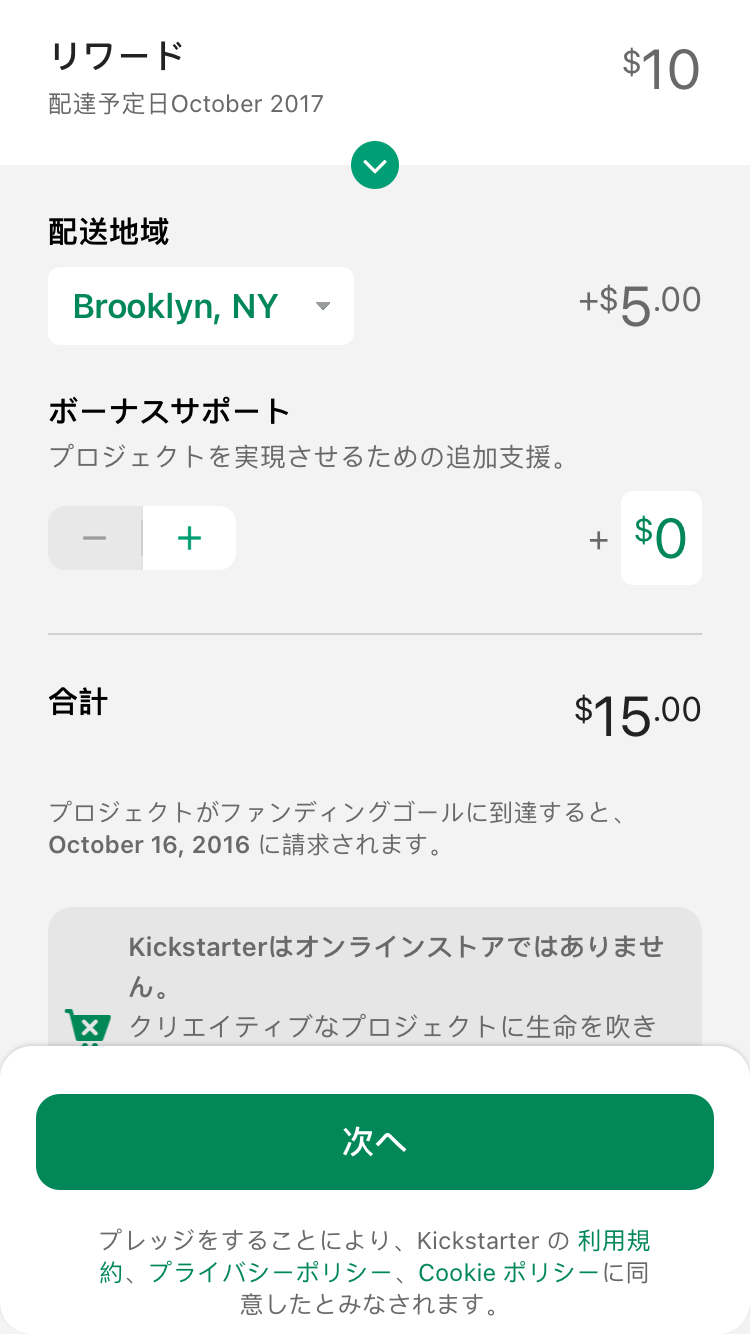 リワード
$10
配達予定日October 2017
配送地域
Brooklyn, NY
+$5.00
ボーナスサポート
プロジェクトを実現させるための追加支援。
− +
+ $0
合計
$15.00
プロジェクトがファンディングゴールに到達すると、
October 16, 2016 に請求されます。
Kickstarterはオンラインストアではありませ
ん。
クリエイティブなプロジェクトに生命を吹き
次へ
プレッジをすることにより、Kickstarter の 利用規
約、プライバシーポリシー、Cookie ポリシーに同
意したとみなされます。